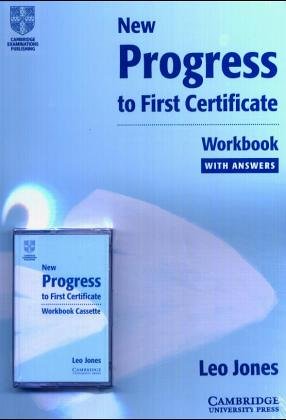 CAMBRIDGE
EXAMINATIONS
PUBLISHING
New
Progress
to First Certificate
Workbook
WITH ANSWERS
New
Progress
to First Certificate
Workbook Cassette
Leo Jones
CAMBRIDGE
UNIVERSITY PRESS
Leo Jones
CAMBRIDGE
UNIVERSITY PRESS